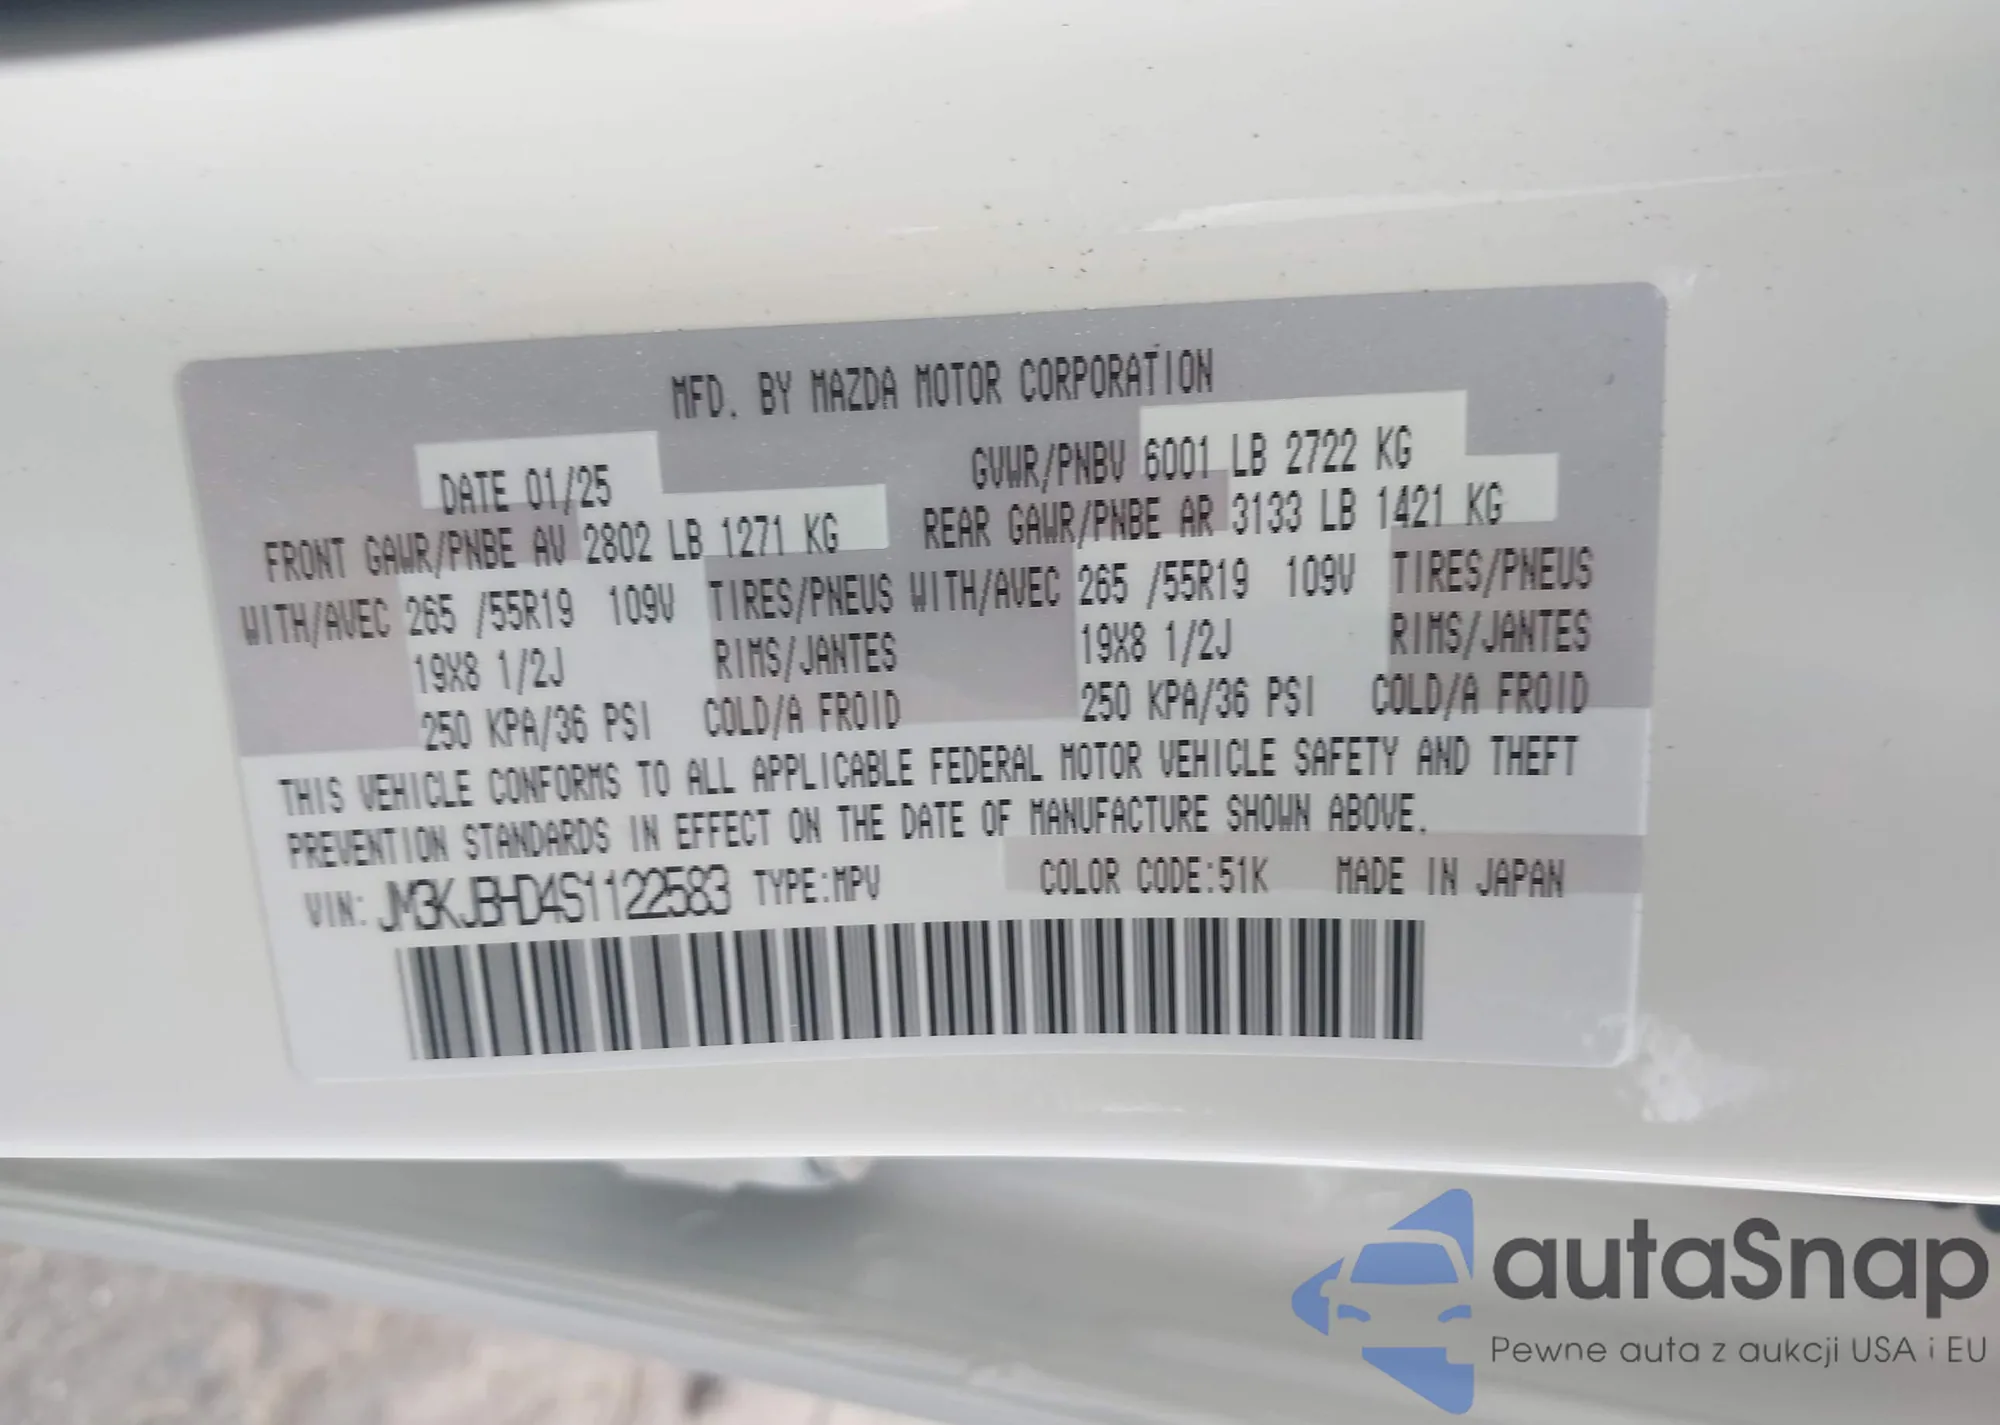 MFD. BY MAZDA MOTOR CORPORATION
DATE 01/25
GVWR/PNBV 6001 LB 2722 KG
FRONT GAWR/PNBE AV 2802 LB 1271 KG
REAR GAWR/PNBE AR 3133 LB 1421 KG
WITH/AVEC 265 /55R19 109V TIRES/PNEUS
WITH/AVEC 265 /55R19 109V TIRES/PNEUS
19X8 1/2J RIMS/JANTES
19X8 1/2J RIMS/JANTES
250 KPA/36 PSI COLD/A FROID
250 KPA/36 PSI COLD/A FROID
THIS VEHICLE CONFORMS TO ALL APPLICABLE FEDERAL MOTOR VEHICLE SAFETY AND THEFT
PREVENTION STANDARDS IN EFFECT ON THE DATE OF MANUFACTURE SHOWN ABOVE.
VIN: JM3KJBHD4S1122583 TYPE:MPV COLOR CODE:51K MADE IN JAPAN
autaSnap
Pewne auta z aukcji USA i EU